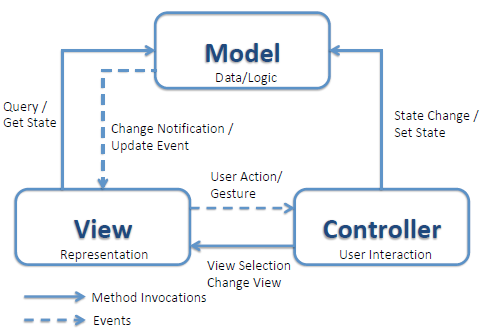 Model
Data/Logic
Query /
Get State
Change Notification /
Update Event
State Change /
Set State
User Action/
Gesture
View
Representation
Controller
User Interaction
View Selection
Change View
Method Invocations
Events